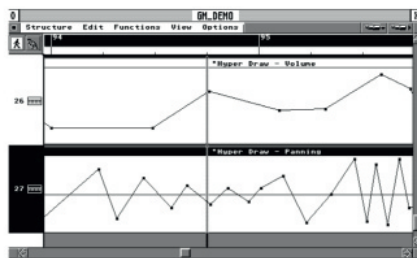 GM_DEMO
Structure Edit Functions View Options
94 95
*Hyper Draw - Volume
26
*Hyper Draw - Panning
27